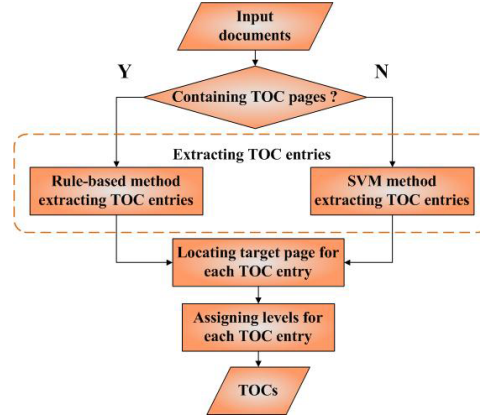 Input
documents
Y
N
Containing TOC pages ?
Extracting TOC entries
Rule-based method
extracting TOC entries
SVM method
extracting TOC entries
Locating target page for
each TOC entry
Assigning levels for
each TOC entry
TOCs